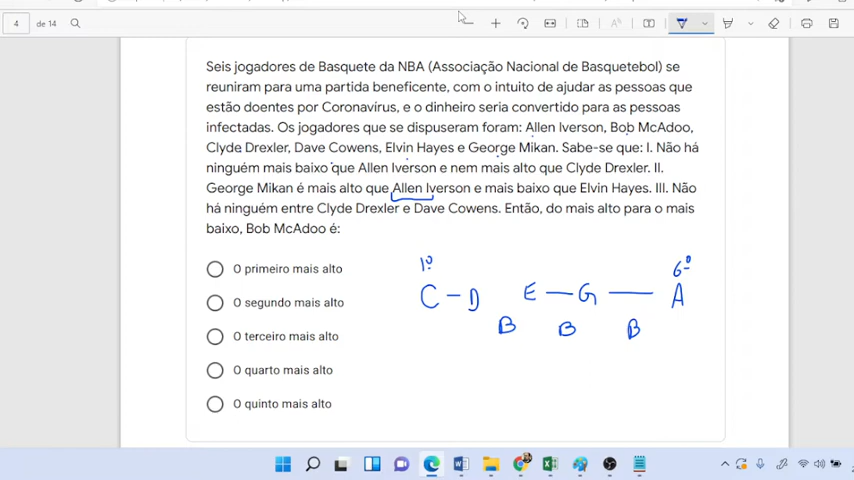 4 de 14
Seis jogadores de Basquete da NBA (Associação Nacional de Basquetebol) se
reuniram para uma partida beneficente, com o intuito de ajudar as pessoas que
estão doentes por Coronavírus, e o dinheiro seria convertido para as pessoas
infectadas. Os jogadores que se dispuseram foram: Allen Iverson, Bob McAdoo,
Clyde Drexler, Dave Cowens, Elvin Hayes e George Mikan. Sabe-se que: I. Não há
ninguém mais baixo que Allen Iverson e nem mais alto que Clyde Drexler. II.
George Mikan é mais alto que Allen Iverson e mais baixo que Elvin Hayes. III. Não
há ninguém entre Clyde Drexler e Dave Cowens. Então, do mais alto para o mais
baixo, Bob McAdoo é:
O primeiro mais alto
O segundo mais alto
O terceiro mais alto
O quarto mais alto
O quinto mais alto
1º 6º
C – D E — G — A
B B B